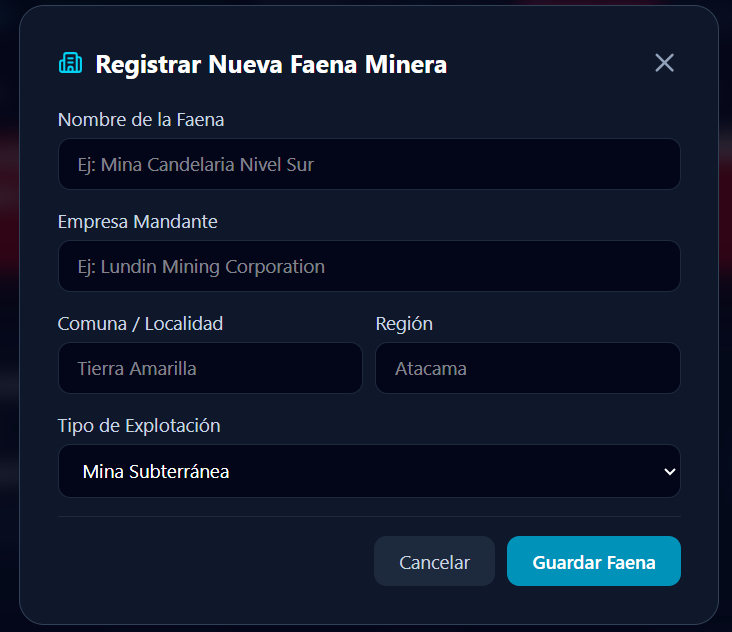 Registrar Nueva Faena Minera
Nombre de la Faena
Ej: Mina Candelaria Nivel Sur
Empresa Mandante
Ej: Lundin Mining Corporation
Comuna / Localidad
Región
Tierra Amarilla
Atacama
Tipo de Explotación
Mina Subterránea
Cancelar
Guardar Faena